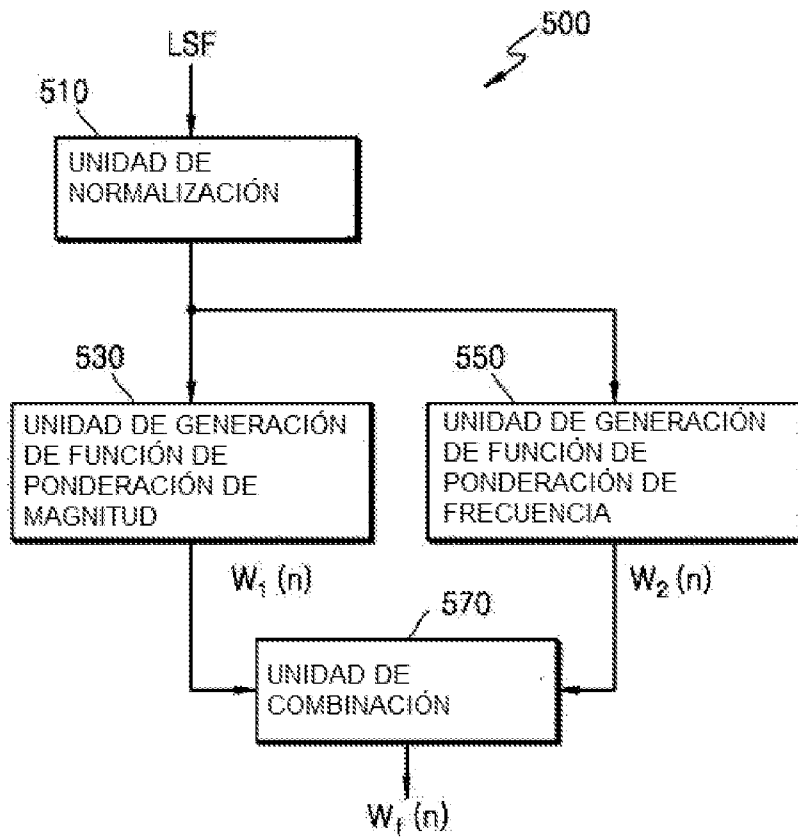 500
LSF
510
UNIDAD DE
NORMALIZACIÓN
530
UNIDAD DE GENERACIÓN
DE FUNCIÓN DE
PONDERACIÓN DE
MAGNITUD
550
UNIDAD DE GENERACIÓN
DE FUNCIÓN DE
PONDERACIÓN DE
FRECUENCIA
W₁ (n)
W₂ (n)
570
UNIDAD DE
COMBINACIÓN
Wf (n)